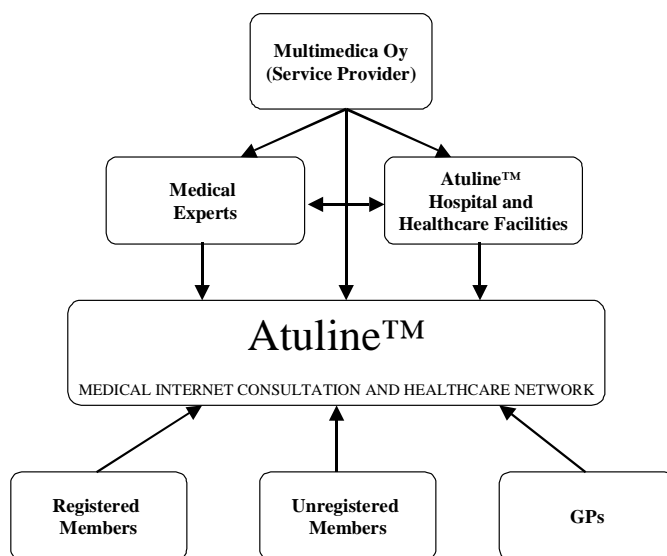 Multimedica Oy
(Service Provider)
Medical
Experts
Atuline™
Hospital and
Healthcare Facilities
Atuline™
MEDICAL INTERNET CONSULTATION AND HEALTHCARE NETWORK
Registered
Members
Unregistered
Members
GPs